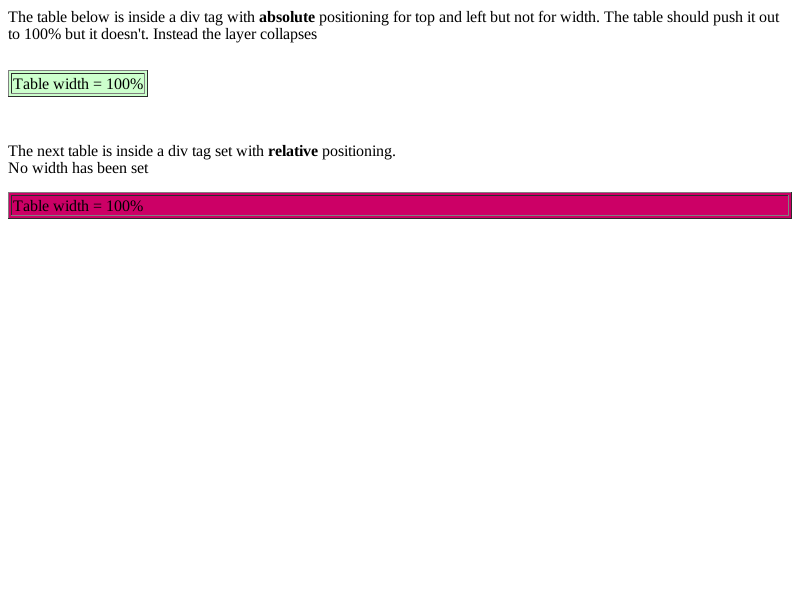 The table below is inside a div tag with absolute positioning for top and left but not for width. The table should push it out
to 100% but it doesn't. Instead the layer collapses
Table width = 100%
The next table is inside a div tag set with relative positioning.
No width has been set
Table width = 100%